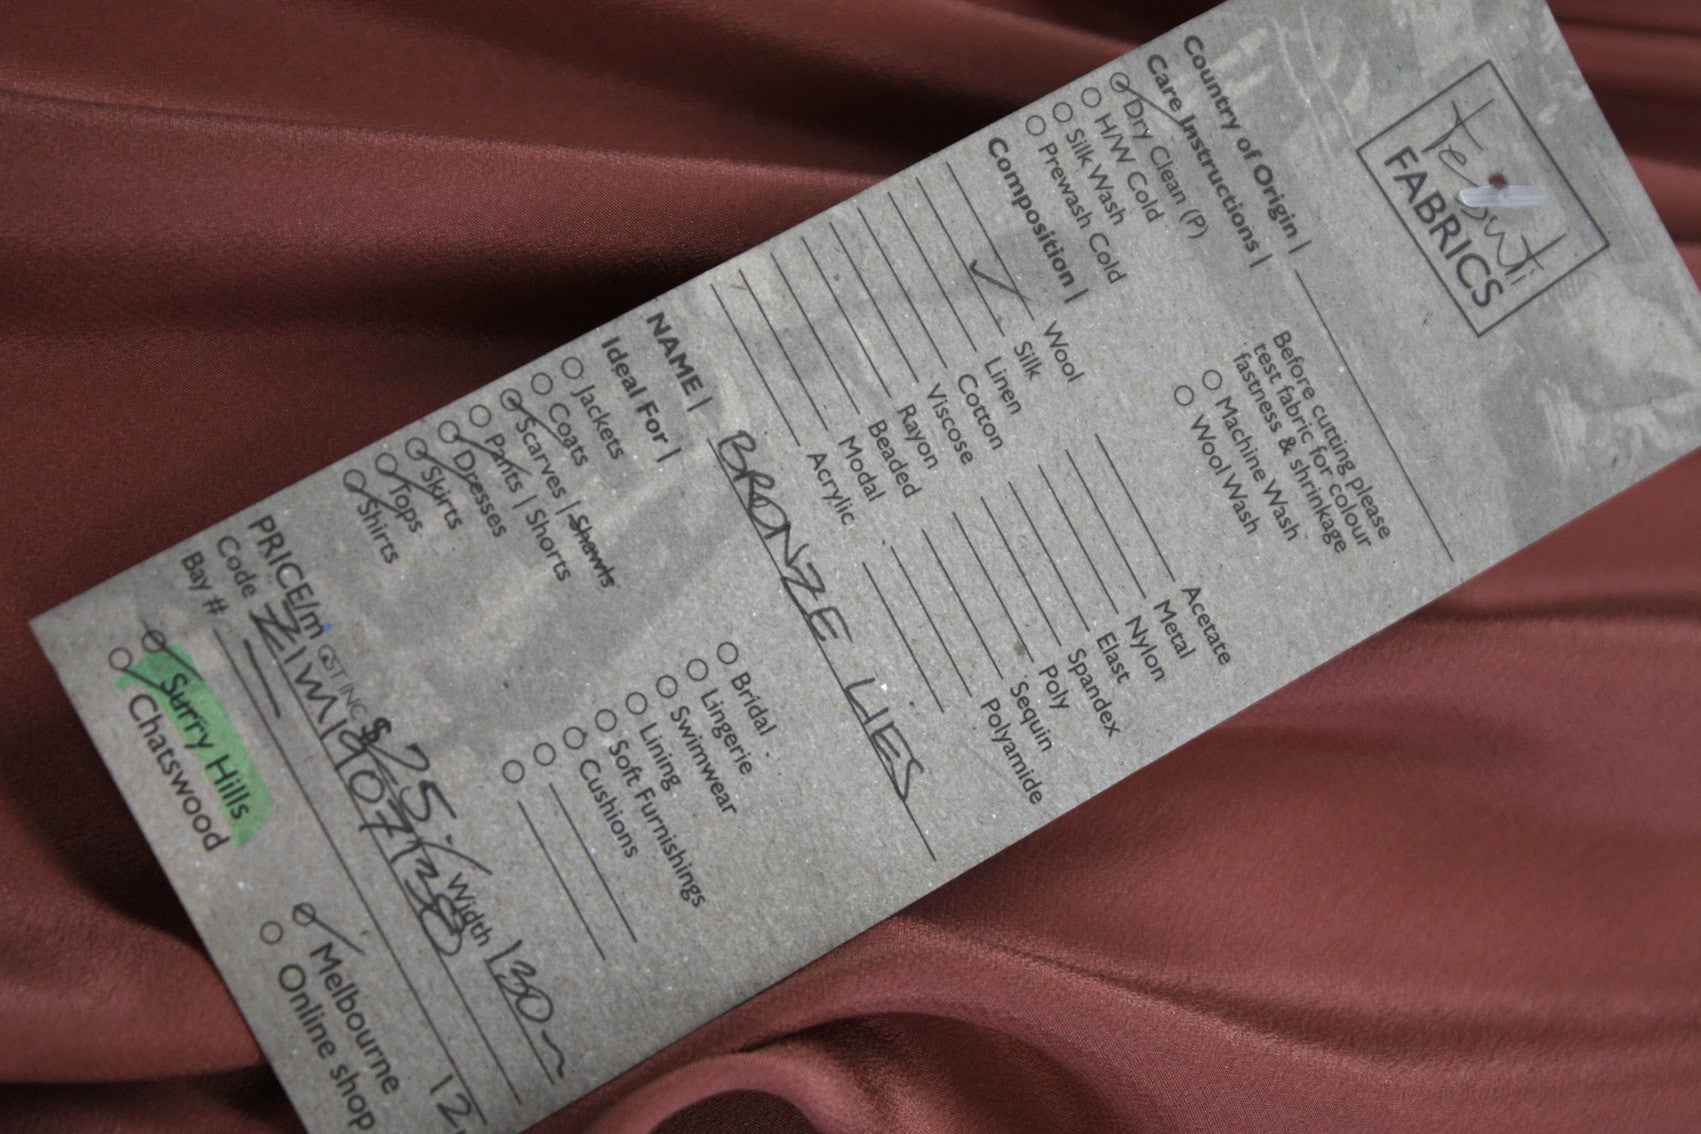 Tessuti
FABRICS
Country of Origin |
Care Instructions |
Before cutting please
test fabric for colour
fastness & shrinkage
Dry Clean (P)
H/W Cold
Silk Wash
Prewash Cold
Machine Wash
Wool Wash
Composition |
Wool
Silk
Linen
Cotton
Viscose
Rayon
Beaded
Modal
Acrylic
Acetate
Metal
Nylon
Elast
Spandex
Poly
Sequin
Polyamide
NAME | BRONZE LIES
Ideal For |
Jackets
Coats
Scarves | Shawls
Pants | Shorts
Dresses
Skirts
Tops
Shirts
Bridal
Lingerie
Swimwear
Lining
Soft Furnishings
Cushions
PRICE/m GST INC $25. Width 130
Code
Bay #
Surry Hills
Chatswood
Melbourne
Online shop
12